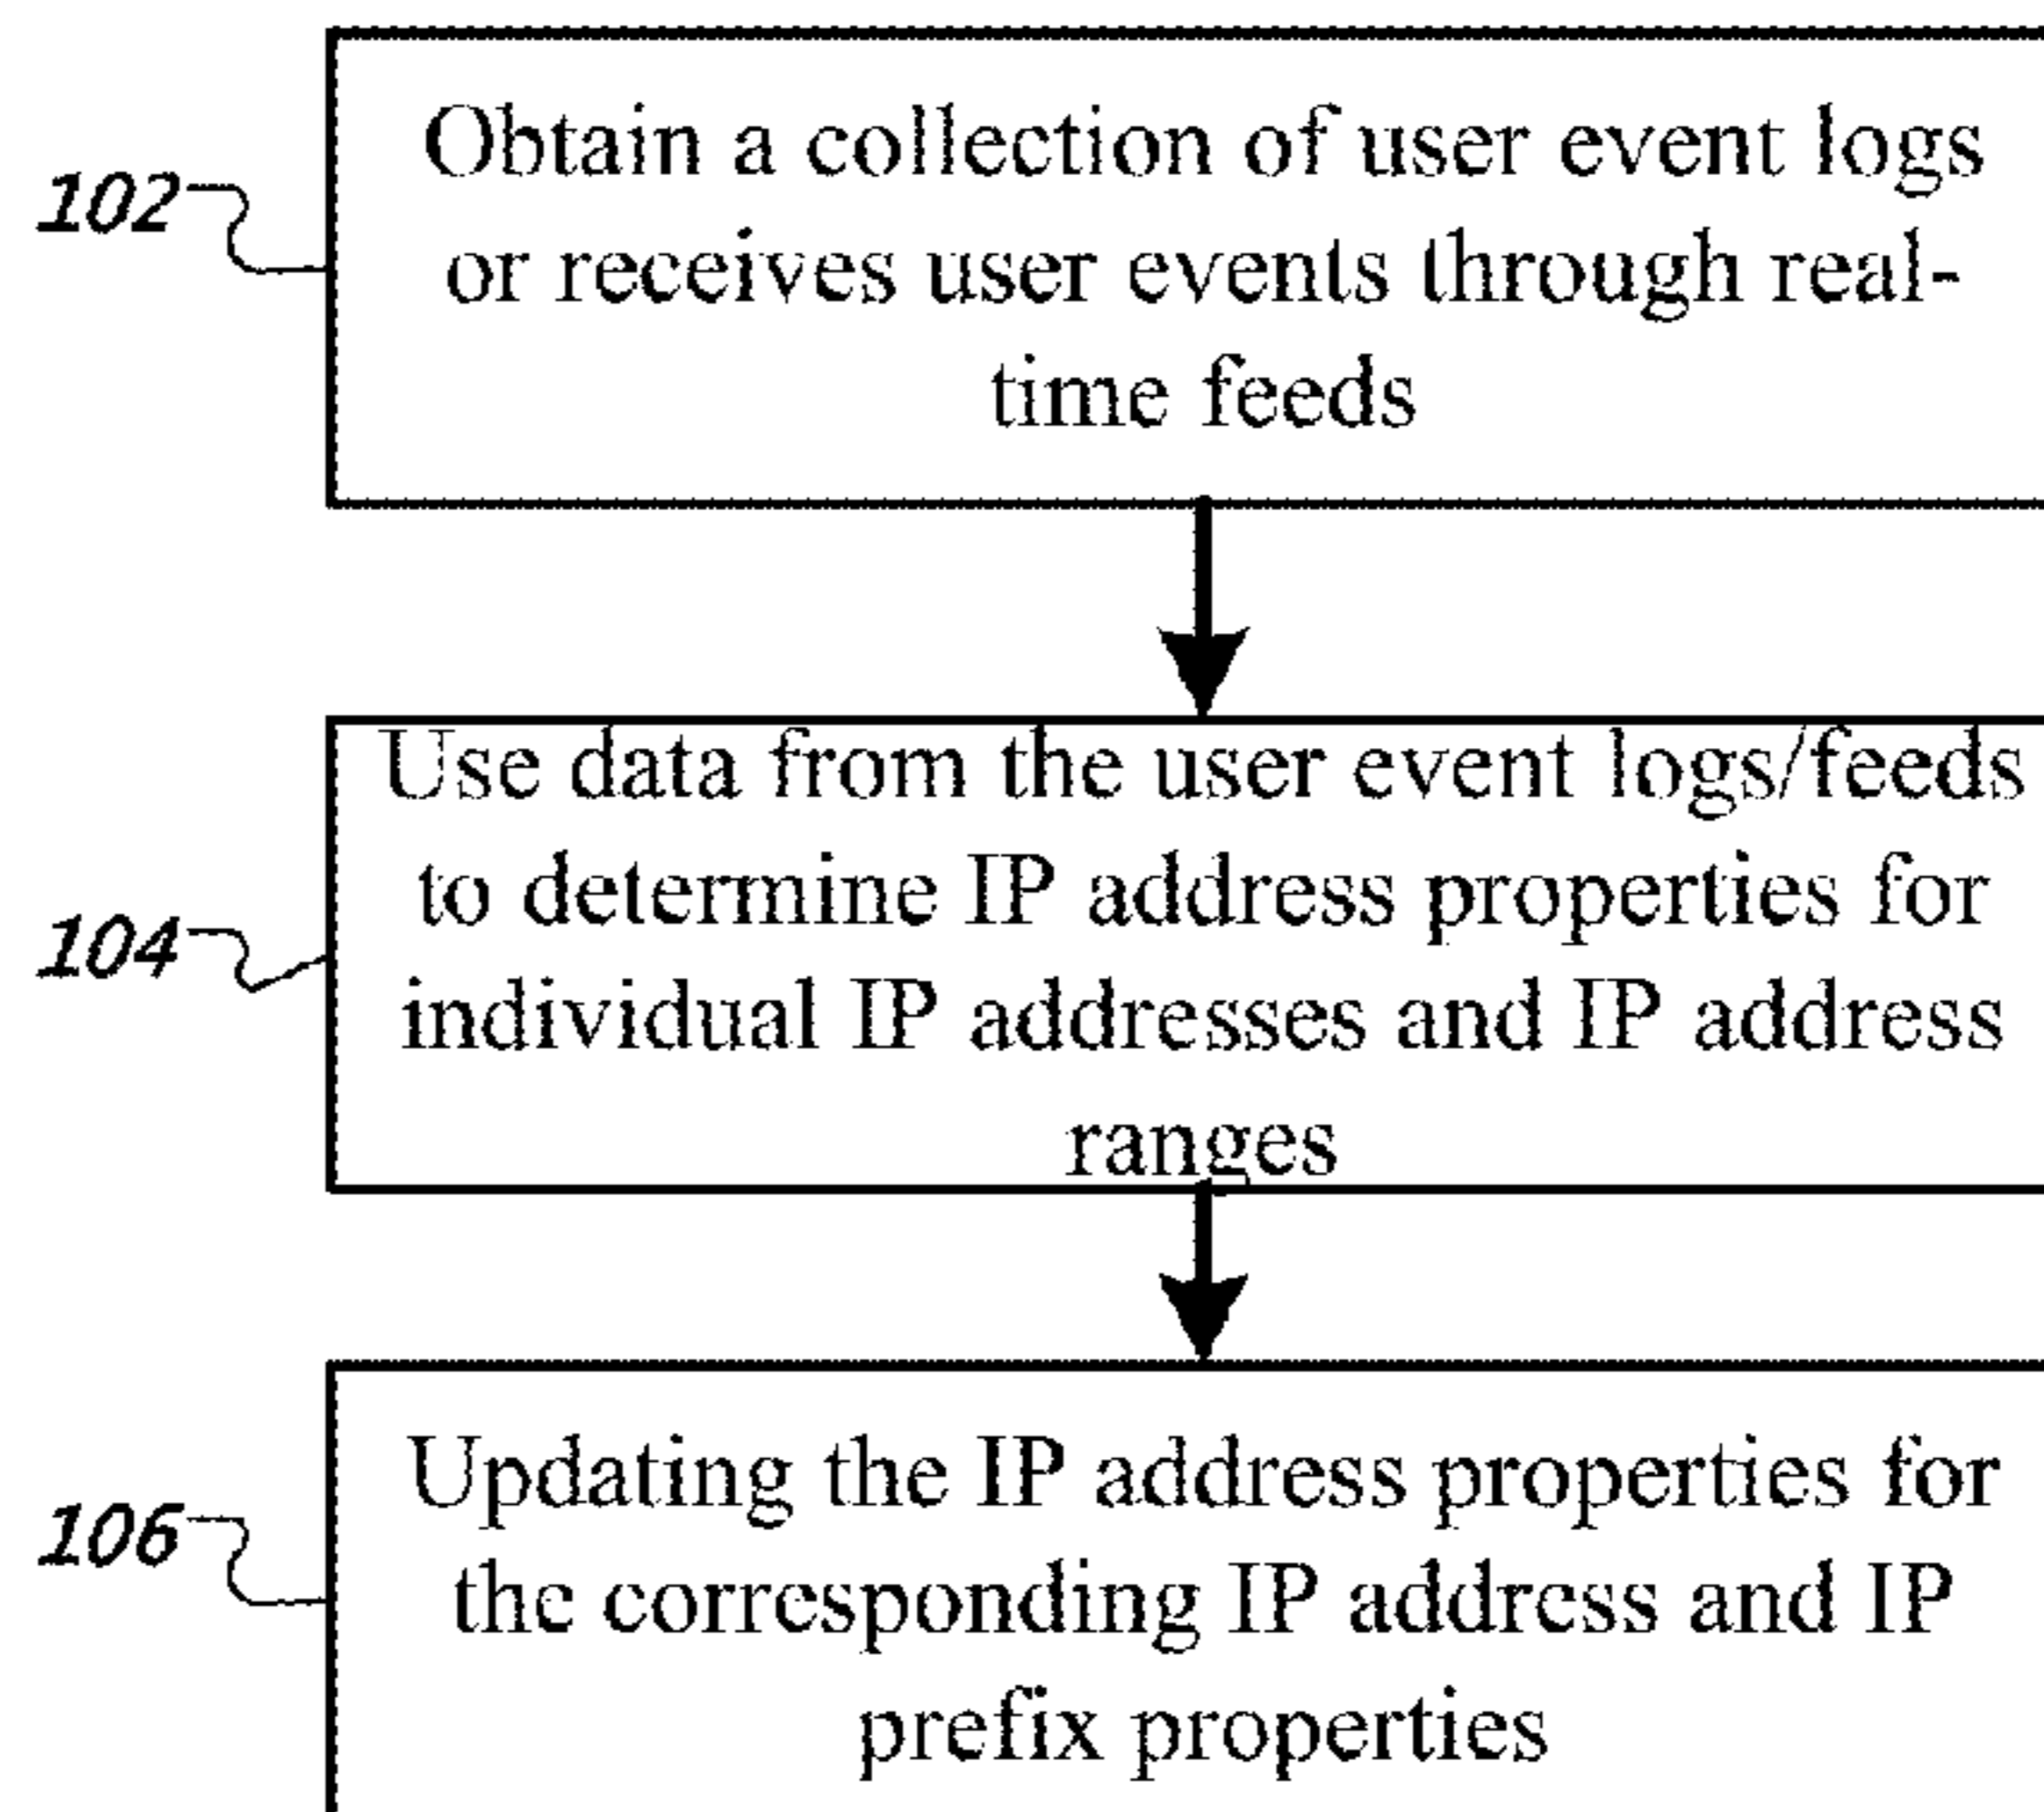 Obtain a collection of user event logs
102
or receives user events through real-
time feeds
Use data from the user event logs/feeds
to determine IP address properties for
104
individual IP addresses and IP address
ranges
Updating the IP address properties for
106
the corresponding IP address and IP
prefix properties